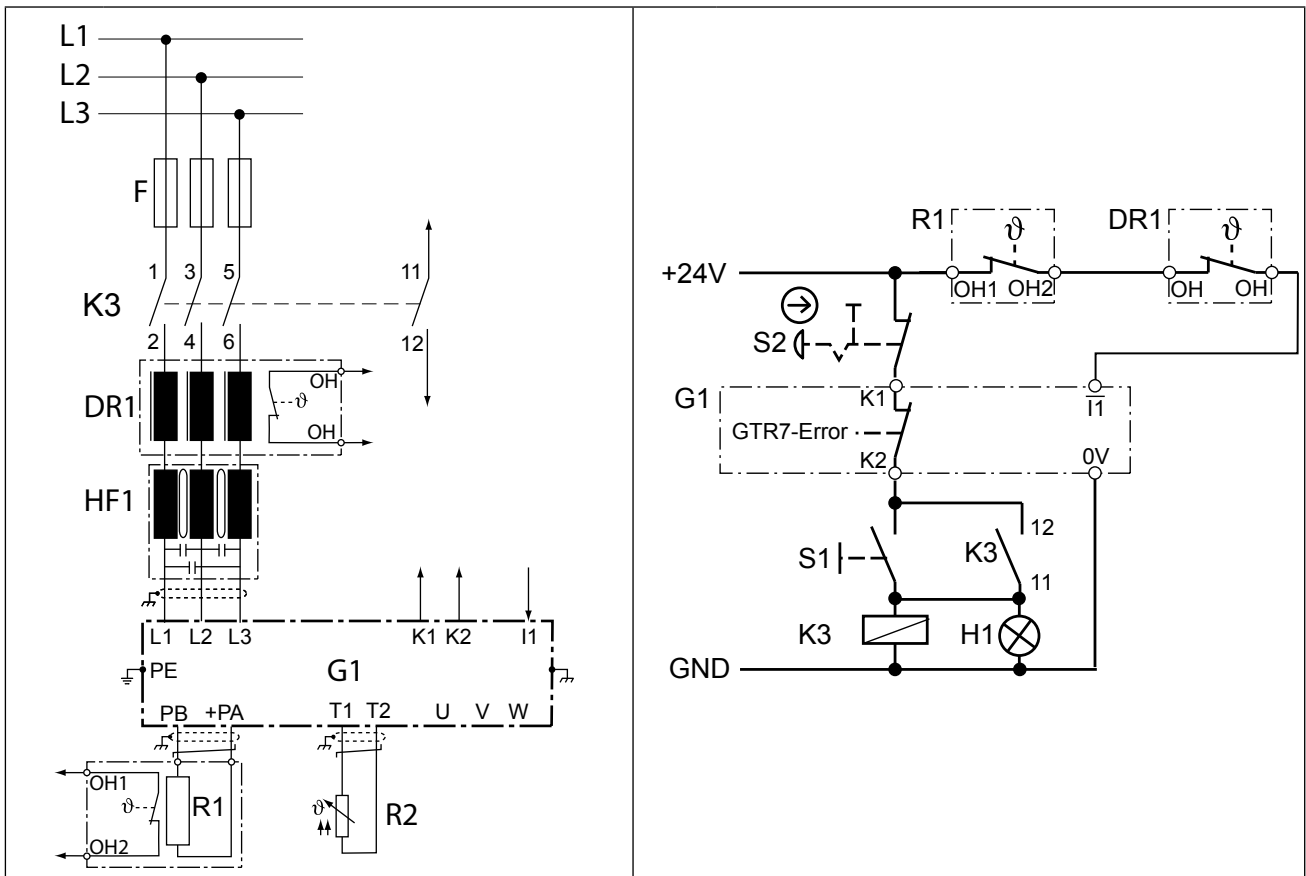 L1
L2
L3
F
1 3 5 11
K3
2 4 6 12
DR1
OH
ϑ
OH
HF1
L1 L2 L3 K1 K2 I1
PE
G1
PB +PA T1 T2 U V W
OH1
ϑ
R1
OH2
ϑ
R2
R1
ϑ
DR1
ϑ
+24V
OH1 OH2
OH OH
S2
G1
K1
I1
GTR7-Error
K2
0V
12
S1
K3
11
K3
H1
GND